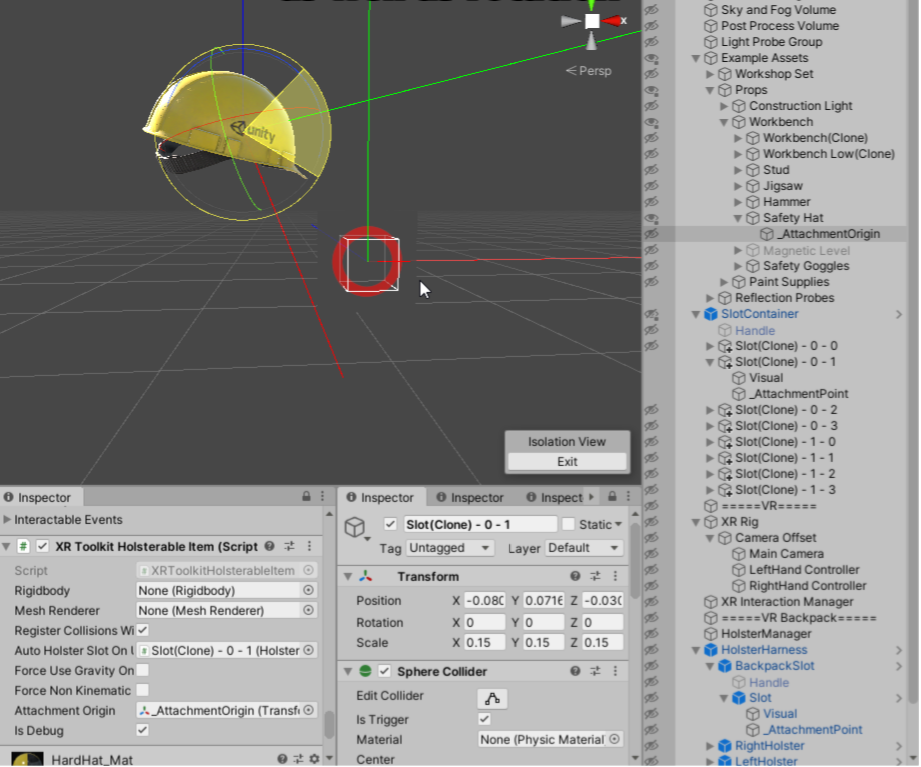 x
Persp
unity
Isolation View
Exit
Sky and Fog Volume
Post Process Volume
Light Probe Group
Example Assets
Workshop Set
Props
Construction Light
Workbench
Workbench(Clone)
Workbench Low(Clone)
Stud
Jigsaw
Hammer
Safety Hat
_AttachmentOrigin
Magnetic Level
Safety Goggles
Paint Supplies
Reflection Probes
SlotContainer
Handle
Slot(Clone) - 0 - 0
Slot(Clone) - 0 - 1
Visual
_AttachmentPoint
Slot(Clone) - 0 - 2
Slot(Clone) - 0 - 3
Slot(Clone) - 1 - 0
Slot(Clone) - 1 - 1
Slot(Clone) - 1 - 2
Slot(Clone) - 1 - 3
=====VR=====
XR Rig
Camera Offset
Main Camera
LeftHand Controller
RightHand Controller
XR Interaction Manager
=====VR Backpack=====
HolsterManager
HolsterHarness
BackpackSlot
Handle
Slot
Visual
_AttachmentPoint
RightHolster
LeftHolster
Inspector
Interactable Events
XR Toolkit Holsterable Item (Script
Script XRToolkitHolsterableItem
Rigidbody None (Rigidbody)
Mesh Renderer None (Mesh Renderer)
Register Collisions Wi
Auto Holster Slot On Slot(Clone) - 0 - 1 (Holster
Force Use Gravity On
Force Non Kinematic
Attachment Origin _AttachmentOrigin (Transf
Is Debug
HardHat_Mat
Inspector Inspector Inspect
Slot(Clone) - 0 - 1 Static
Tag Untagged Layer Default
Transform
Position X -0.080 Y 0.0716 Z -0.030
Rotation X 0 Y 0 Z 0
Scale X 0.15 Y 0.15 Z 0.15
Sphere Collider
Edit Collider
Is Trigger
Material None (Physic Material)
Center